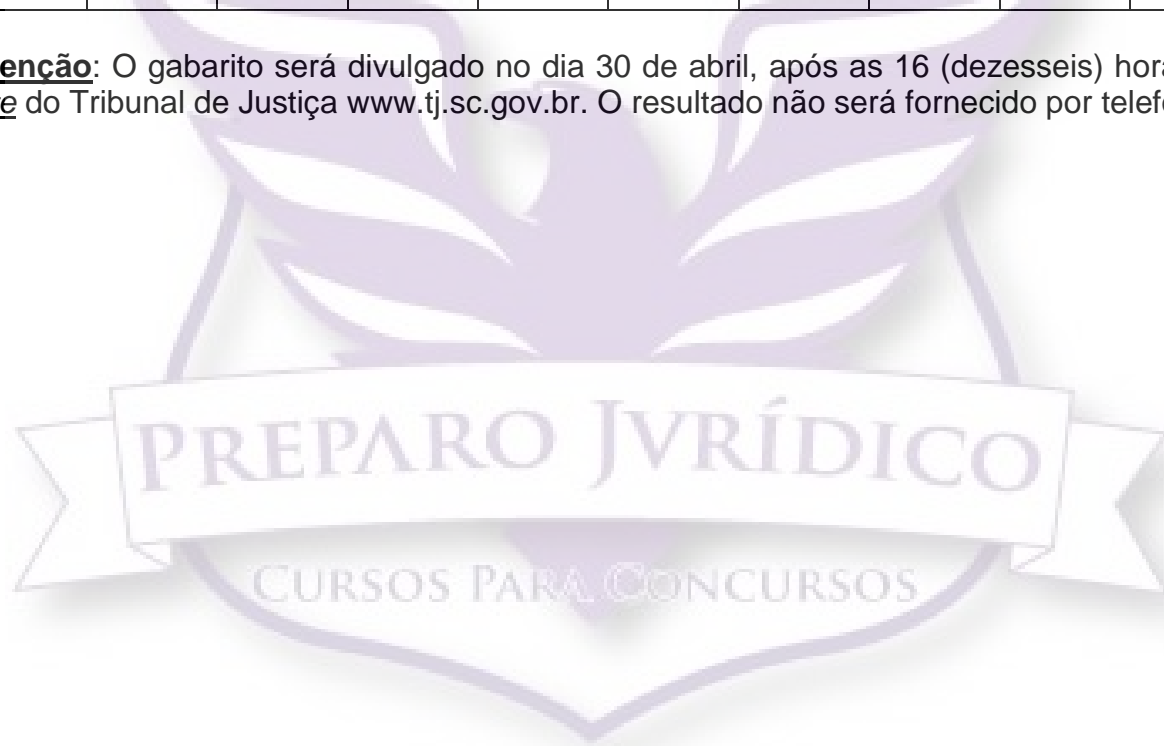 enção: O gabarito será divulgado no dia 30 de abril, após as 16 (dezesseis) hora
e do Tribunal de Justiça www.tj.sc.gov.br. O resultado não será fornecido por telef
PREPARO JVRÍDICO
CURSOS PARA CONCURSOS